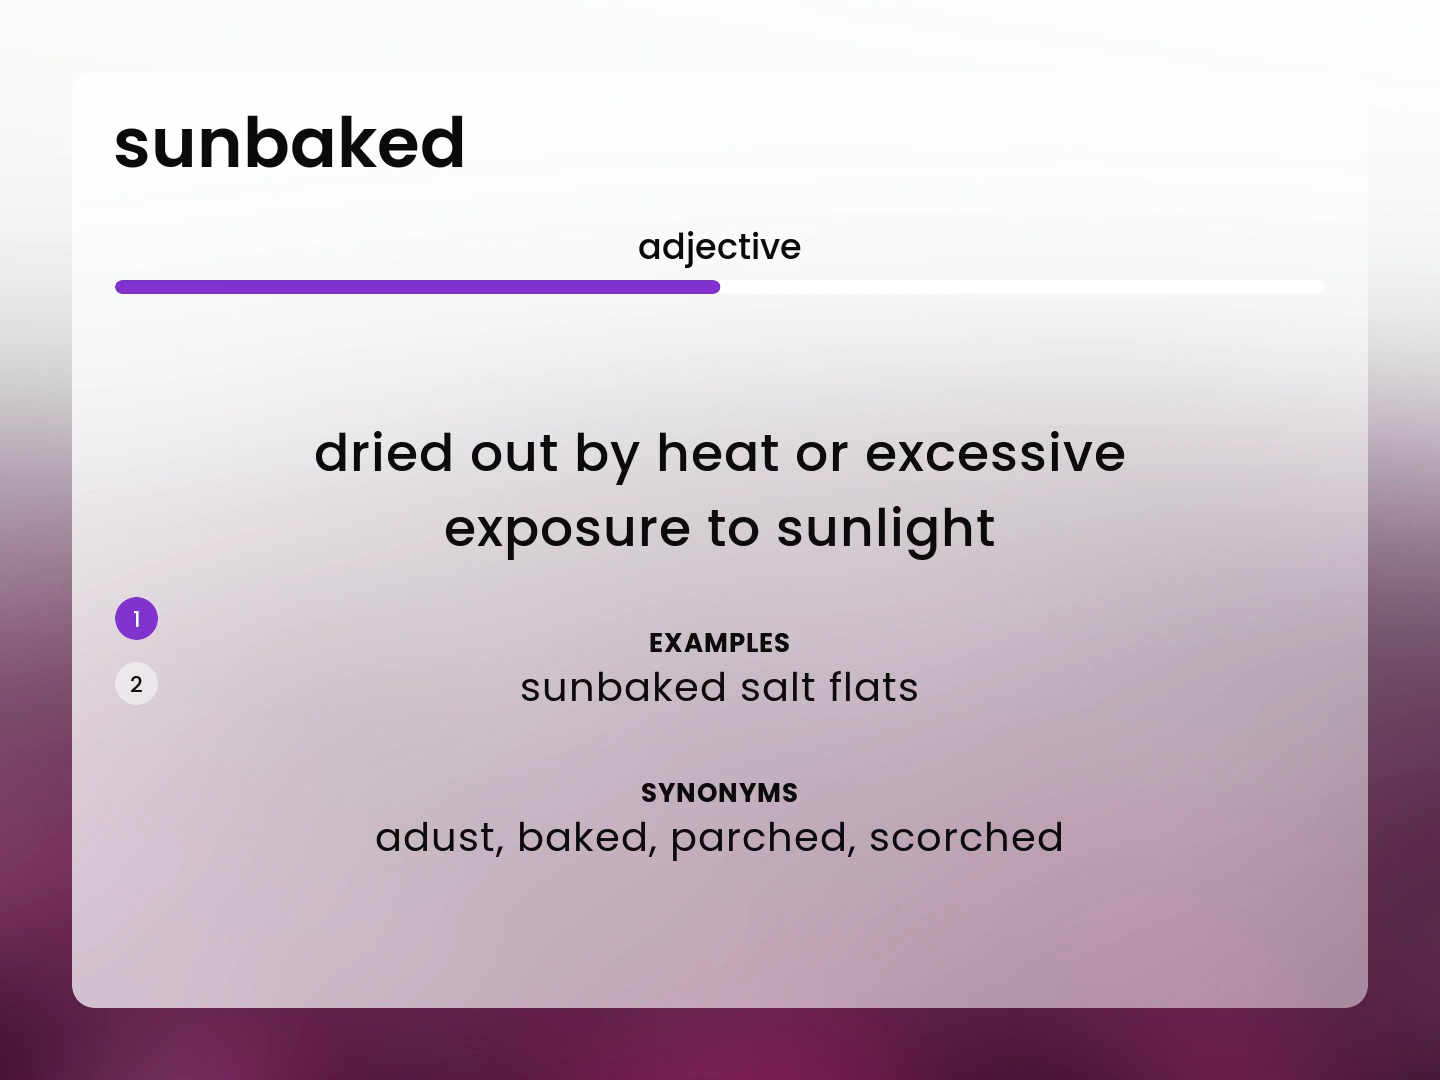 sunbaked
adjective
dried out by heat or excessive
exposure to sunlight
1
2
EXAMPLES
sunbaked salt flats
SYNONYMS
adust, baked, parched, scorched